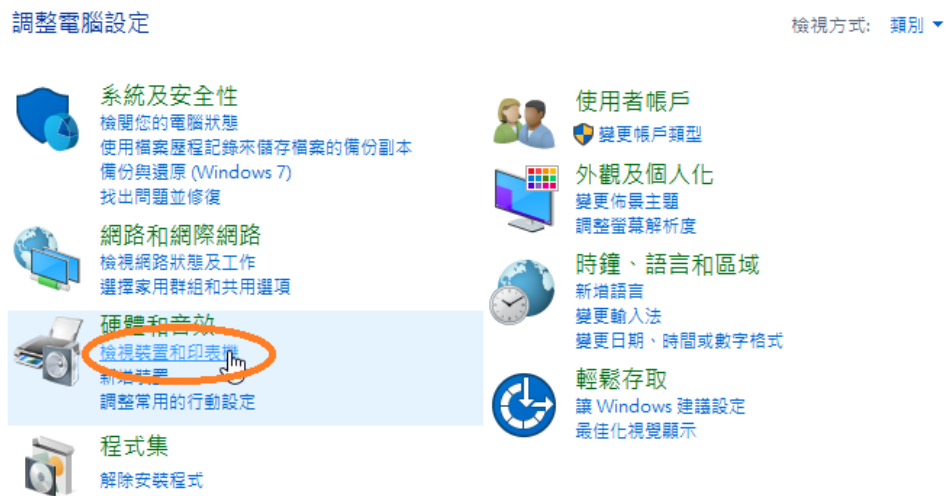 調整電腦設定
檢視方式: 類別
系統及安全性
檢閱您的電腦狀態
使用檔案歷程記錄來儲存檔案的備份副本
備份與還原 (Windows 7)
找出問題並修復
網路和網際網路
檢視網路狀態及工作
選擇家用群組和共用選項
硬體和音效
檢視裝置和印表機
新增裝置
調整常用的行動設定
程式集
解除安裝程式
使用者帳戶
變更帳戶類型
外觀及個人化
變更佈景主題
調整螢幕解析度
時鐘、語言和區域
新增語言
變更輸入法
變更日期、時間或數字格式
輕鬆存取
讓 Windows 建議設定
最佳化視覺顯示